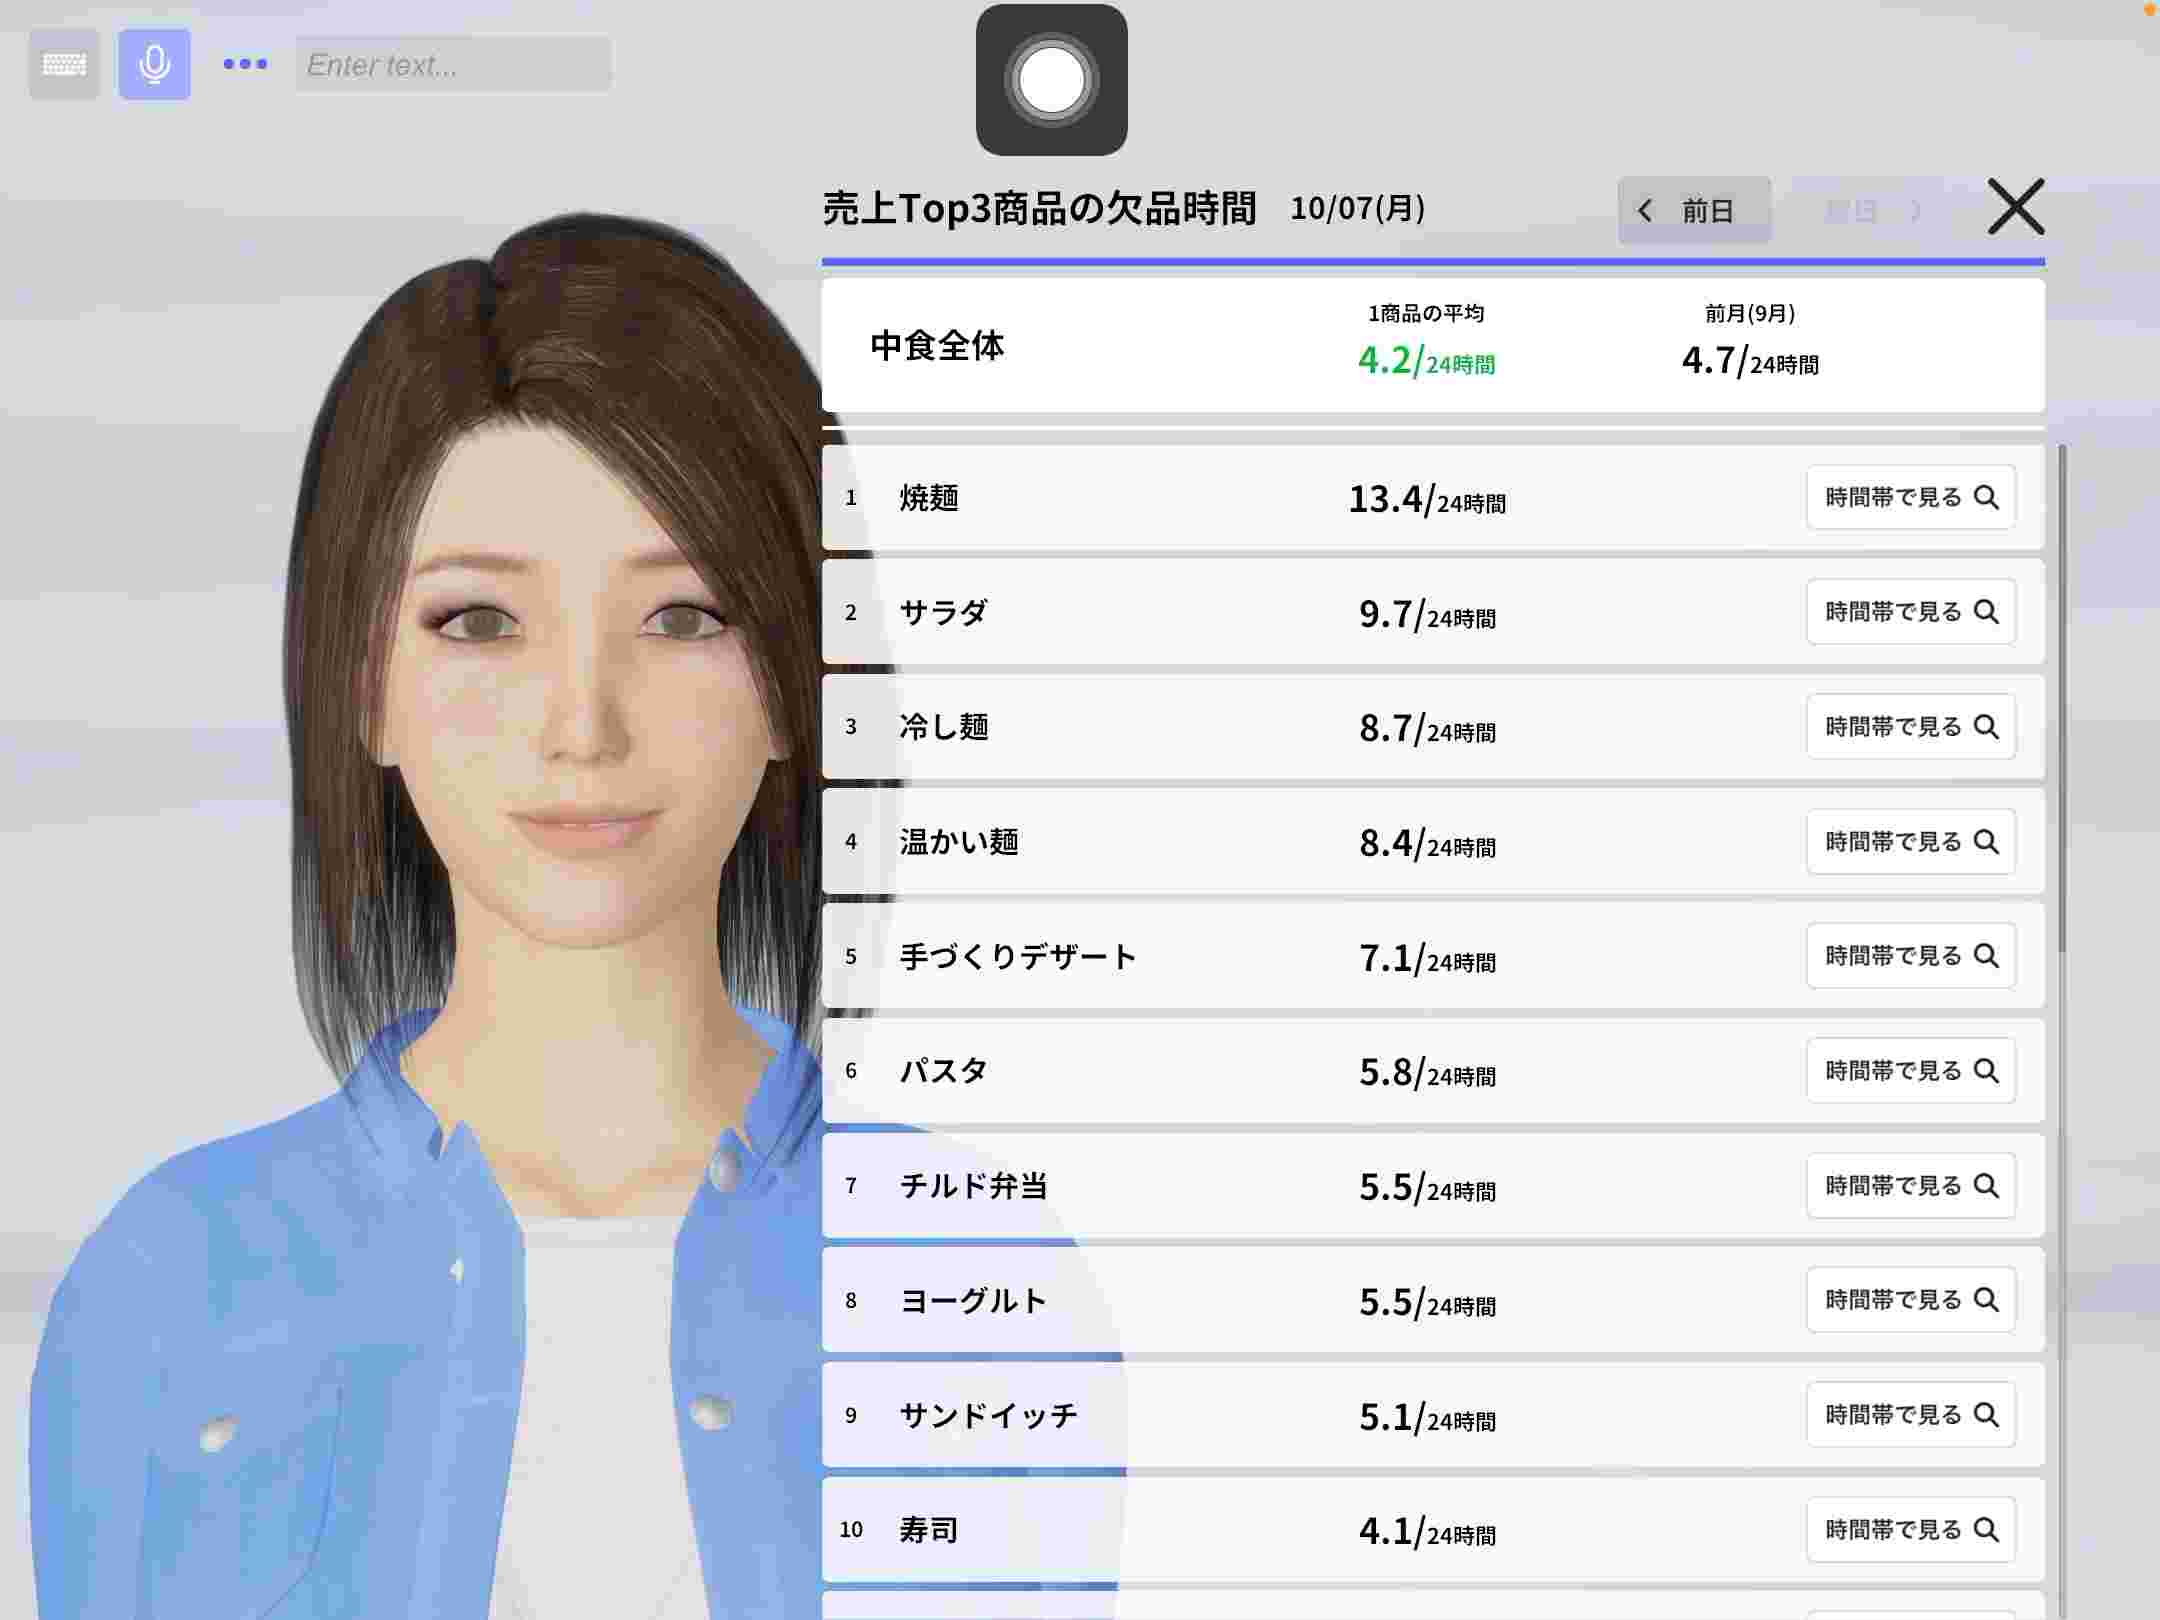 Enter text...
売上Top3商品の欠品時間 10/07(月) 前日 翌日
中食全体
1商品の平均
4.2/24時間
前月(9月)
4.7/24時間
1 焼麺 13.4/24時間 時間帯で見る
2 サラダ 9.7/24時間 時間帯で見る
3 冷し麺 8.7/24時間 時間帯で見る
4 温かい麺 8.4/24時間 時間帯で見る
5 手づくりデザート 7.1/24時間 時間帯で見る
6 パスタ 5.8/24時間 時間帯で見る
7 チルド弁当 5.5/24時間 時間帯で見る
8 ヨーグルト 5.5/24時間 時間帯で見る
9 サンドイッチ 5.1/24時間 時間帯で見る
10 寿司 4.1/24時間 時間帯で見る